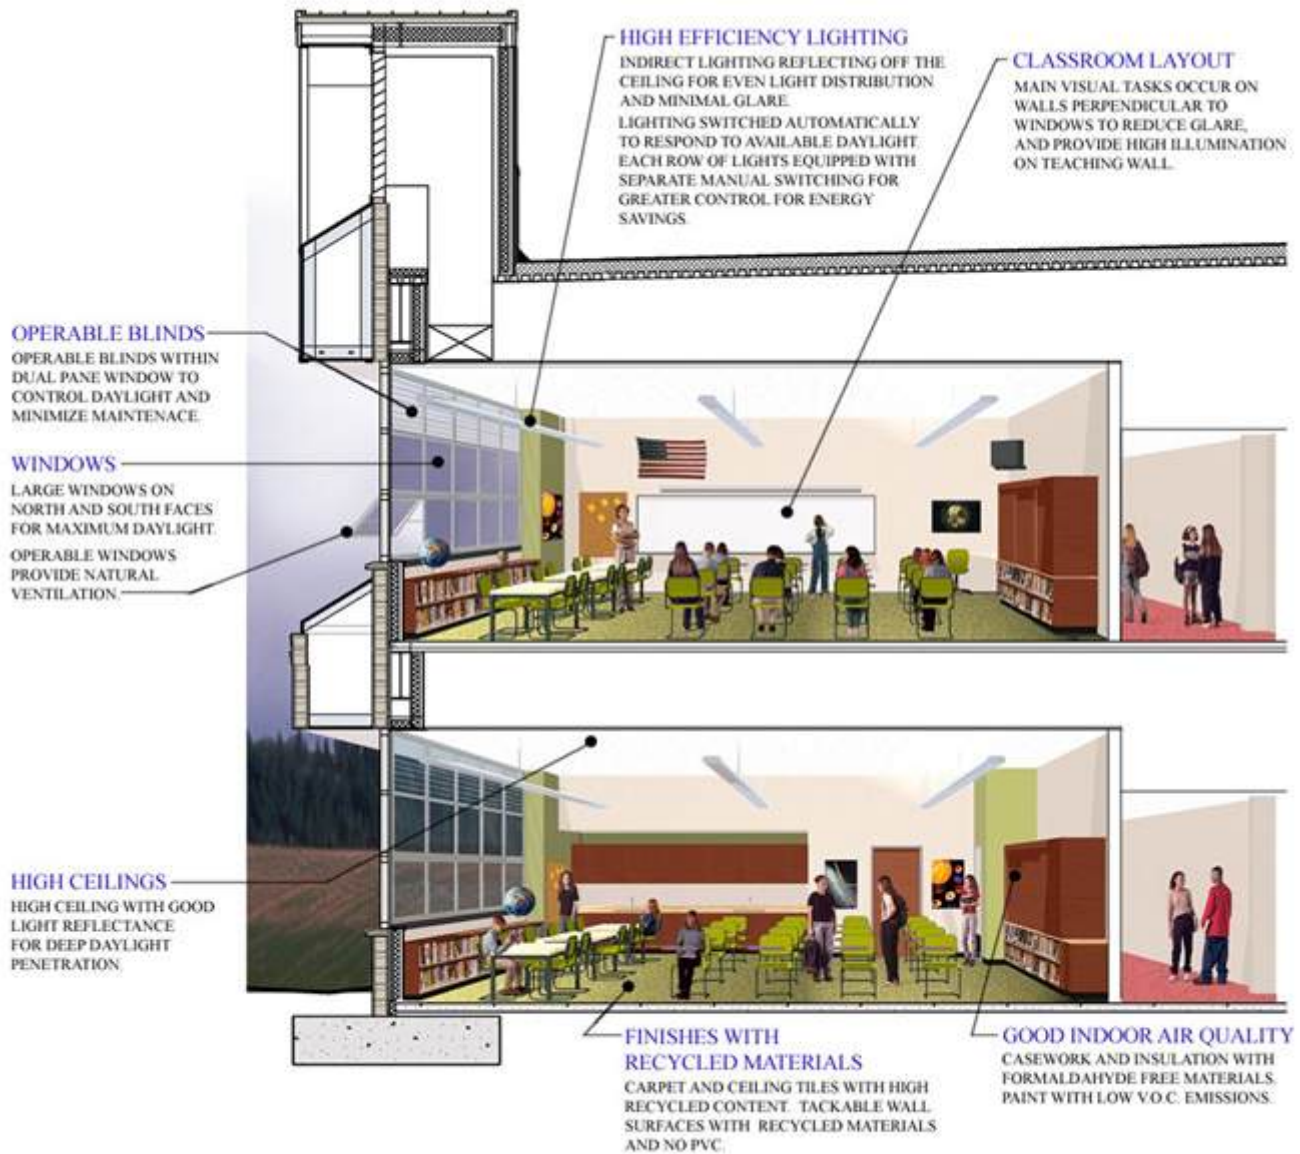 HIGH EFFICIENCY LIGHTING
INDIRECT LIGHTING REFLECTING OFF THE
CEILING FOR EVEN LIGHT DISTRIBUTION
AND MINIMAL GLARE.
LIGHTING SWITCHED AUTOMATICALLY
TO RESPOND TO AVAILABLE DAYLIGHT.
EACH ROW OF LIGHTS EQUIPPED WITH
SEPARATE MANUAL SWITCHING FOR
GREATER CONTROL FOR ENERGY
SAVINGS.
CLASSROOM LAYOUT
MAIN VISUAL TASKS OCCUR ON
WALLS PERPENDICULAR TO
WINDOWS TO REDUCE GLARE,
AND PROVIDE HIGH ILLUMINATION
ON TEACHING WALL.
OPERABLE BLINDS
OPERABLE BLINDS WITHIN
DUAL PANE WINDOW TO
CONTROL DAYLIGHT AND
MINIMIZE MAINTENACE.
WINDOWS
LARGE WINDOWS ON
NORTH AND SOUTH FACES
FOR MAXIMUM DAYLIGHT.
OPERABLE WINDOWS
PROVIDE NATURAL
VENTILATION.
HIGH CEILINGS
HIGH CEILING WITH GOOD
LIGHT REFLECTANCE
FOR DEEP DAYLIGHT
PENETRATION.
FINISHES WITH
RECYCLED MATERIALS
CARPET AND CEILING TILES WITH HIGH
RECYCLED CONTENT. TACKABLE WALL
SURFACES WITH RECYCLED MATERIALS
AND NO PVC.
GOOD INDOOR AIR QUALITY
CASEWORK AND INSULATION WITH
FORMALDAHYDE FREE MATERIALS.
PAINT WITH LOW V.O.C. EMISSIONS.